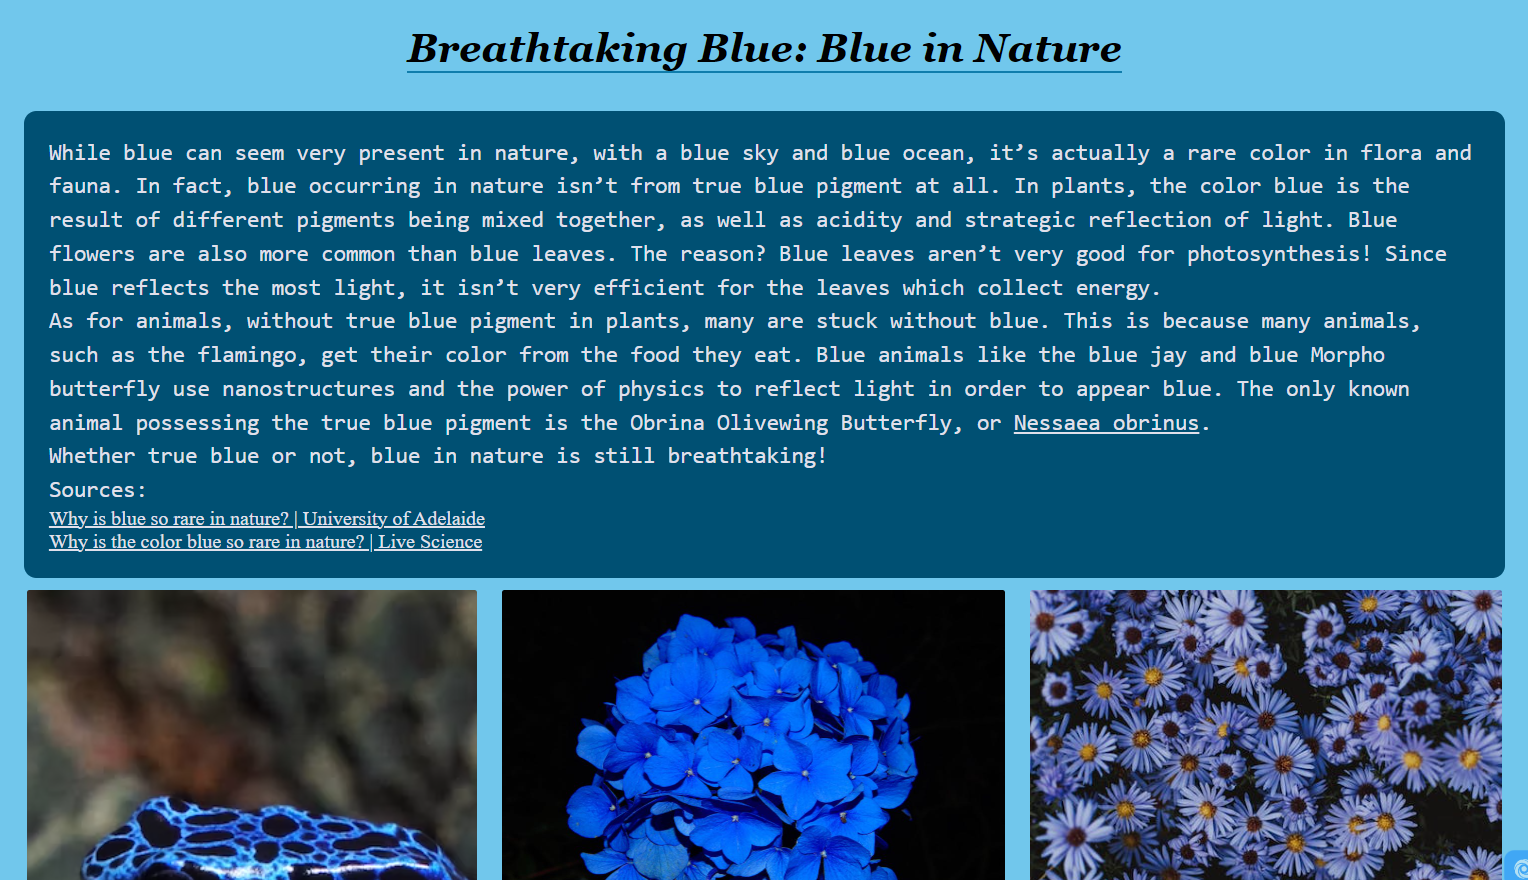 Breathtaking Blue: Blue in Nature
While blue can seem very present in nature, with a blue sky and blue ocean, it’s actually a rare color in flora and
fauna. In fact, blue occurring in nature isn’t from true blue pigment at all. In plants, the color blue is the
result of different pigments being mixed together, as well as acidity and strategic reflection of light. Blue
flowers are also more common than blue leaves. The reason? Blue leaves aren’t very good for photosynthesis! Since
blue reflects the most light, it isn’t very efficient for the leaves which collect energy.
As for animals, without true blue pigment in plants, many are stuck without blue. This is because many animals,
such as the flamingo, get their color from the food they eat. Blue animals like the blue jay and blue Morpho
butterfly use nanostructures and the power of physics to reflect light in order to appear blue. The only known
animal possessing the true blue pigment is the Obrina Olivewing Butterfly, or Nessaea obrinus.
Whether true blue or not, blue in nature is still breathtaking!
Sources:
Why is blue so rare in nature? | University of Adelaide
Why is the color blue so rare in nature? | Live Science